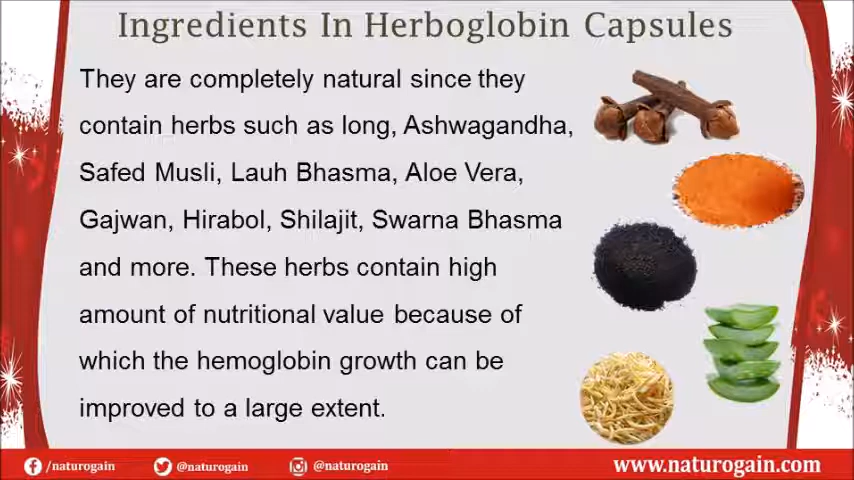 Ingredients In Herboglobin Capsules
They are completely natural since they
contain herbs such as long, Ashwagandha,
Safed Musli, Lauh Bhasma, Aloe Vera,
Gajwan, Hirabol, Shilajit, Swarna Bhasma
and more. These herbs contain high
amount of nutritional value because of
which the hemoglobin growth can be
improved to a large extent.
/naturogain @naturogain @naturogain www.naturogain.com